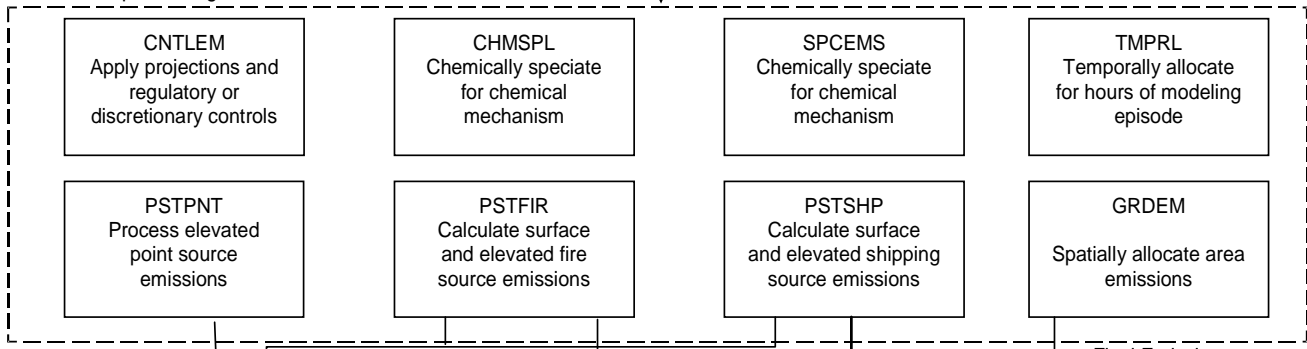 CNTLEM
Apply projections and
regulatory or
discretionary controls
CHMSPL
Chemically speciate
for chemical
mechanism
SPCEMS
Chemically speciate
for chemical
mechanism
TMPRL
Temporally allocate
for hours of modeling
episode
PSTPNT
Process elevated
point source
emissions
PSTFIR
Calculate surface
and elevated fire
source emissions
PSTSHP
Calculate surface
and elevated shipping
source emissions
GRDEM
Spatially allocate area
emissions